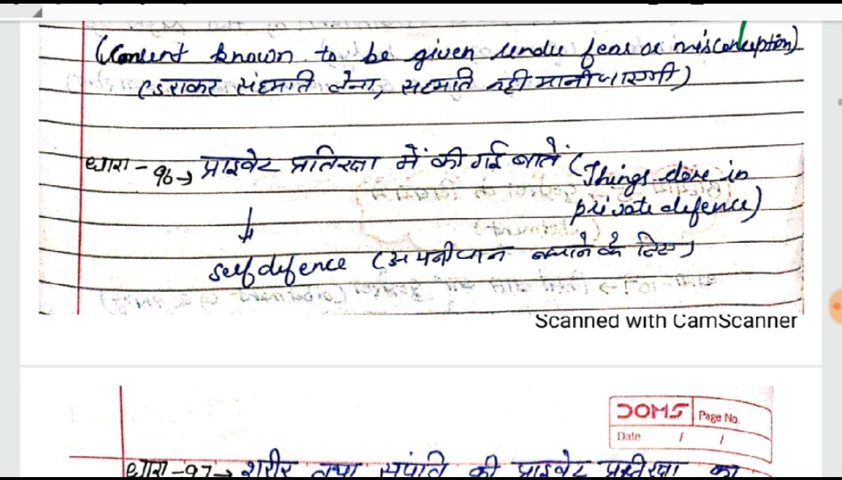 (Consent known to be given under fear or misconception)
(डराकर संहमति लेना, सहमति नही मानी जाएगी)
धारा - 96 → प्राइवेट प्रतिरक्षा में की गई बातें (Things done in
private defence)
↓
self defence (अपनी जान बचाने के लिए)
Scanned with CamScanner
DOMS
Page No.
Date / /
धारा - 97 → शरीर तथा संपति की प्राइवेट प्रतिरक्षा का